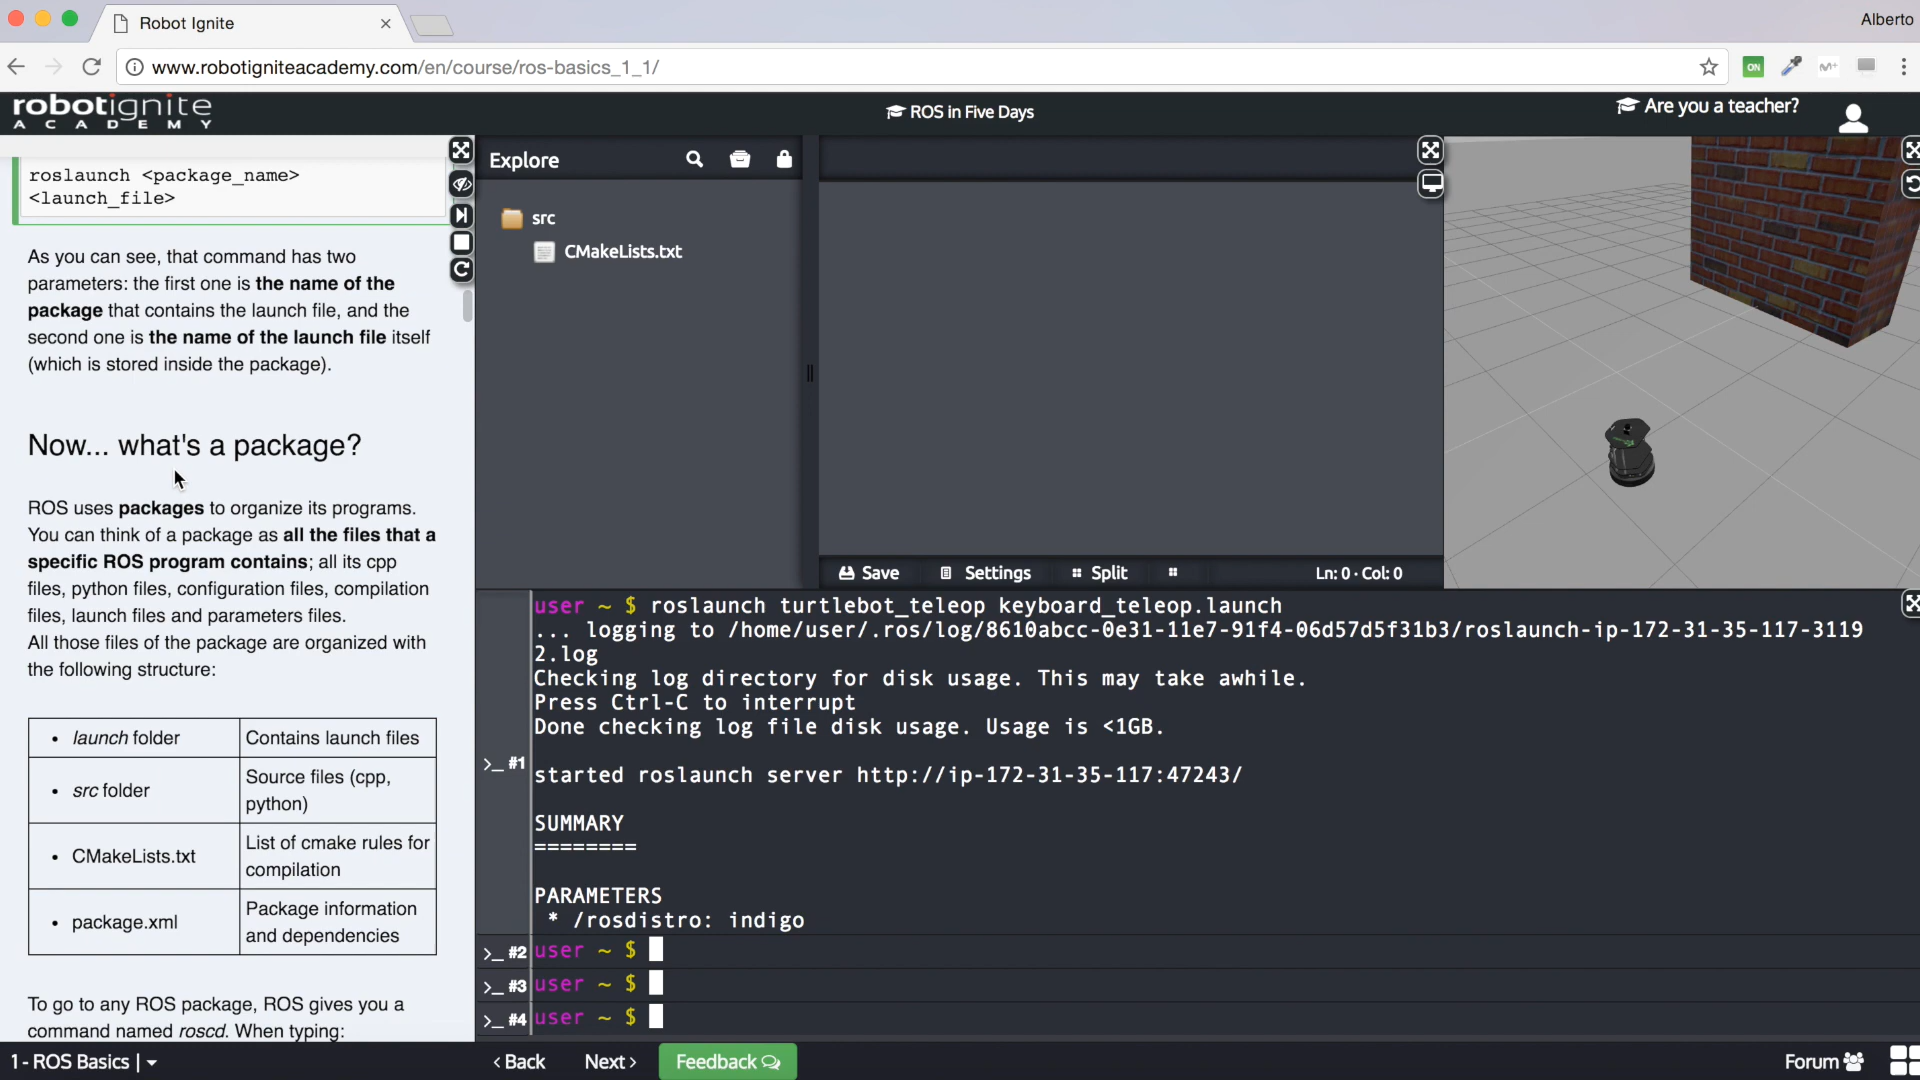 Robot Ignite
Alberto
www.robotigniteacademy.com/en/course/ros-basics_1_1/
ON
robotignite
ACADEMY
ROS in Five Days
Are you a teacher?
roslaunch <package_name>
<launch_file>
As you can see, that command has two
parameters: the first one is the name of the
package that contains the launch file, and the
second one is the name of the launch file itself
(which is stored inside the package).
Now... what's a package?
ROS uses packages to organize its programs.
You can think of a package as all the files that a
specific ROS program contains; all its cpp
files, python files, configuration files, compilation
files, launch files and parameters files.
All those files of the package are organized with
the following structure:
• launch folder Contains launch files
• src folder Source files (cpp,
python)
• CMakeLists.txt List of cmake rules for
compilation
• package.xml Package information
and dependencies
To go to any ROS package, ROS gives you a
command named roscd. When typing:
Explore
src
CMakeLists.txt
Save Settings Split Ln: 0 · Col: 0
>_ #1
user ~ $ roslaunch turtlebot_teleop keyboard_teleop.launch
... logging to /home/user/.ros/log/8610abcc-0e31-11e7-91f4-06d57d5f31b3/roslaunch-ip-172-31-35-117-3119
2.log
Checking log directory for disk usage. This may take awhile.
Press Ctrl-C to interrupt
Done checking log file disk usage. Usage is <1GB.
started roslaunch server http://ip-172-31-35-117:47243/
SUMMARY
========
PARAMETERS
* /rosdistro: indigo
>_ #2 user ~ $
>_ #3 user ~ $
>_ #4 user ~ $
1 - ROS Basics | < Back Next > Feedback Forum